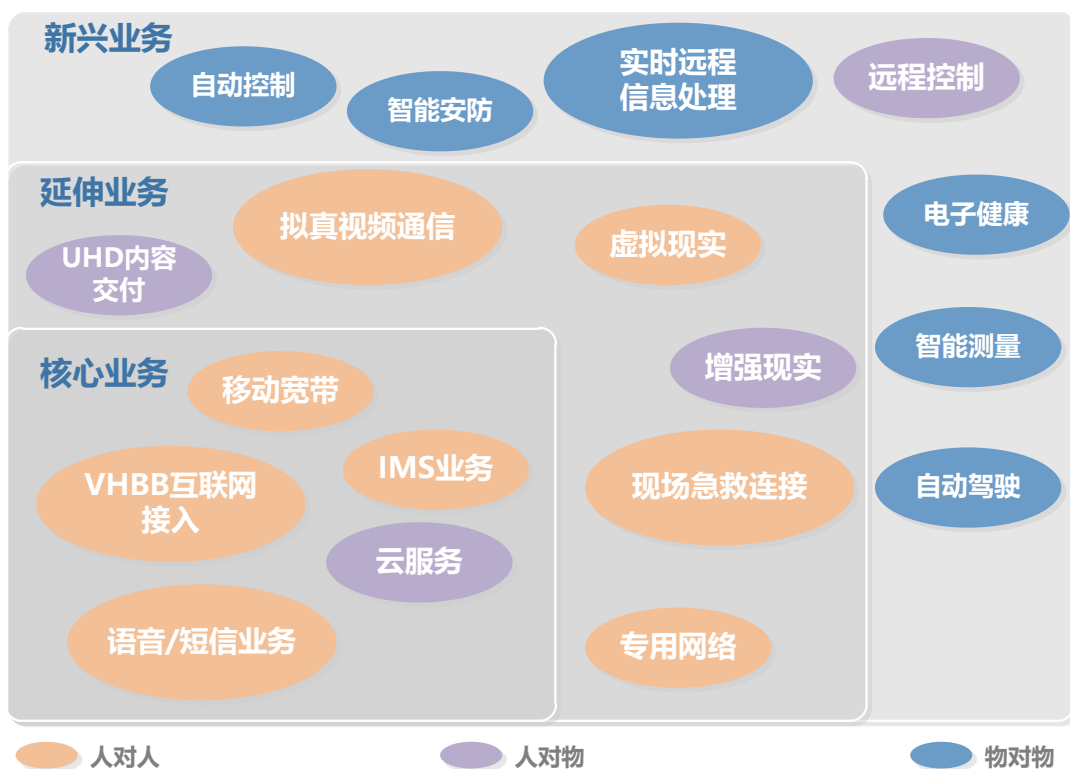 新兴业务
自动控制
智能安防
实时远程
信息处理
远程控制
延伸业务
拟真视频通信
虚拟现实
电子健康
UHD内容
交付
核心业务
移动宽带
增强现实
智能测量
VHBB互联网
接入
IMS业务
现场急救连接
自动驾驶
云服务
语音/短信业务
专用网络
人对人
人对物
物对物